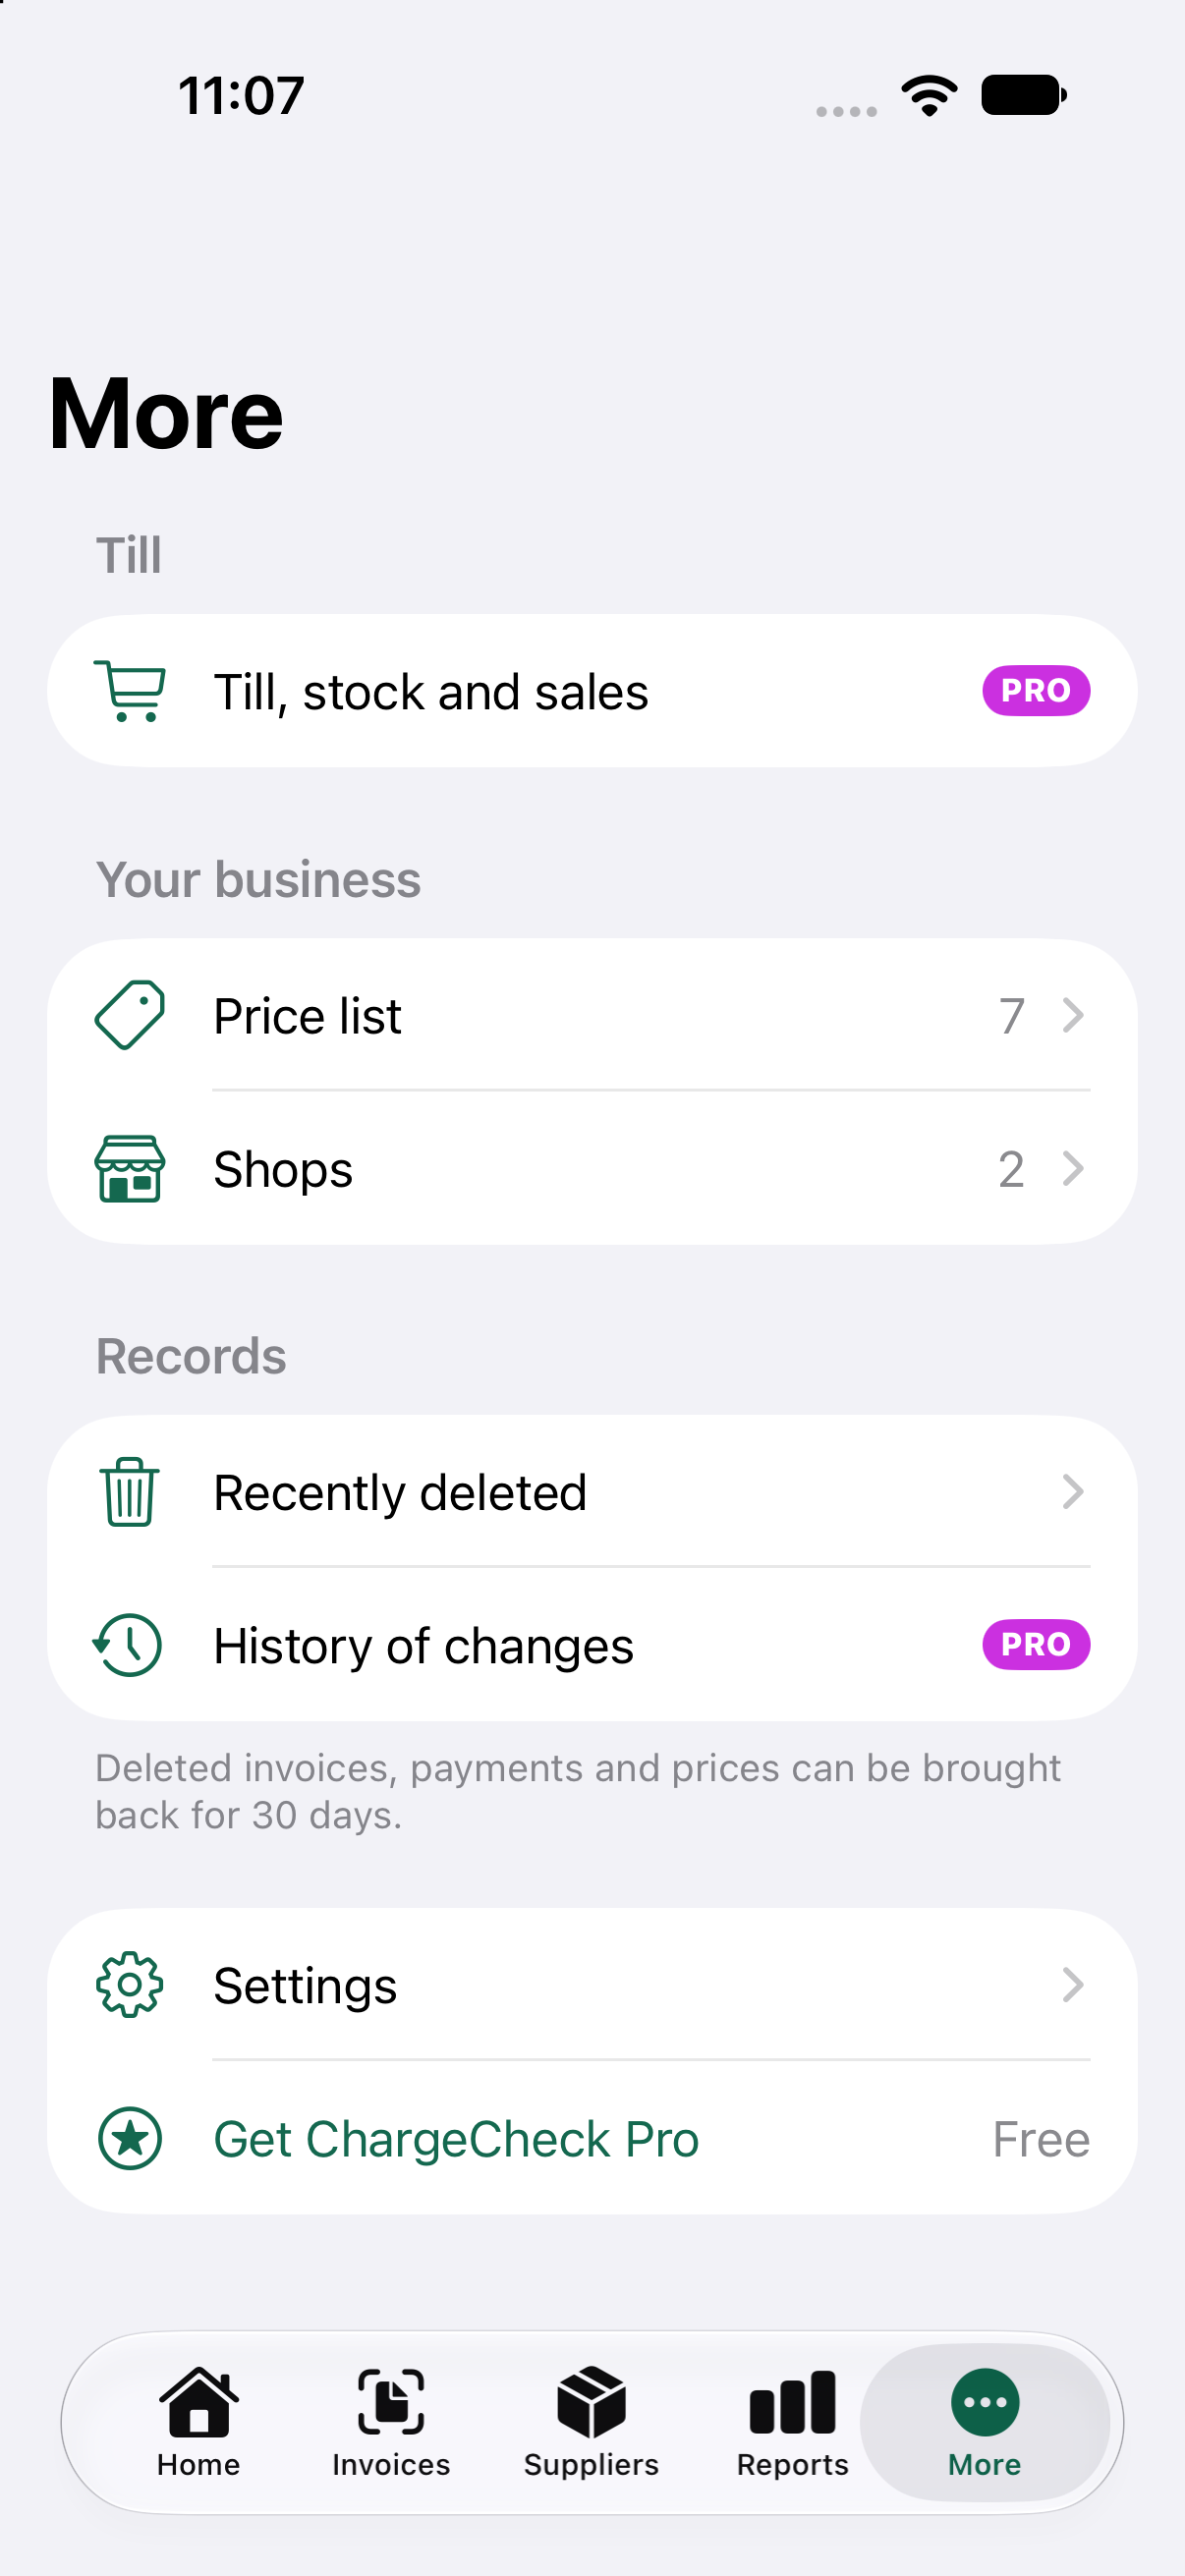 11:07
More
Till
Till, stock and sales
PRO
Your business
Price list
7
Shops
2
Records
Recently deleted
History of changes
PRO
Deleted invoices, payments and prices can be brought
back for 30 days.
Settings
Get ChargeCheck Pro
Free
Home
Invoices
Suppliers
Reports
More